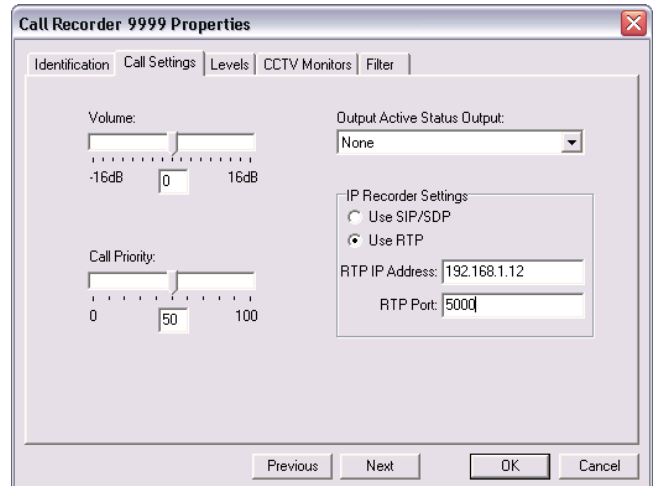 Call Recorder 9999 Properties
Identification Call Settings Levels CCTV Monitors Filter
Volume:
-16dB 0 16dB
Call Priority:
0 50 100
Output Active Status Output:
None
IP Recorder Settings
Use SIP/SDP
Use RTP
RTP IP Address: 192.168.1.12
RTP Port: 5000
Previous Next OK Cancel